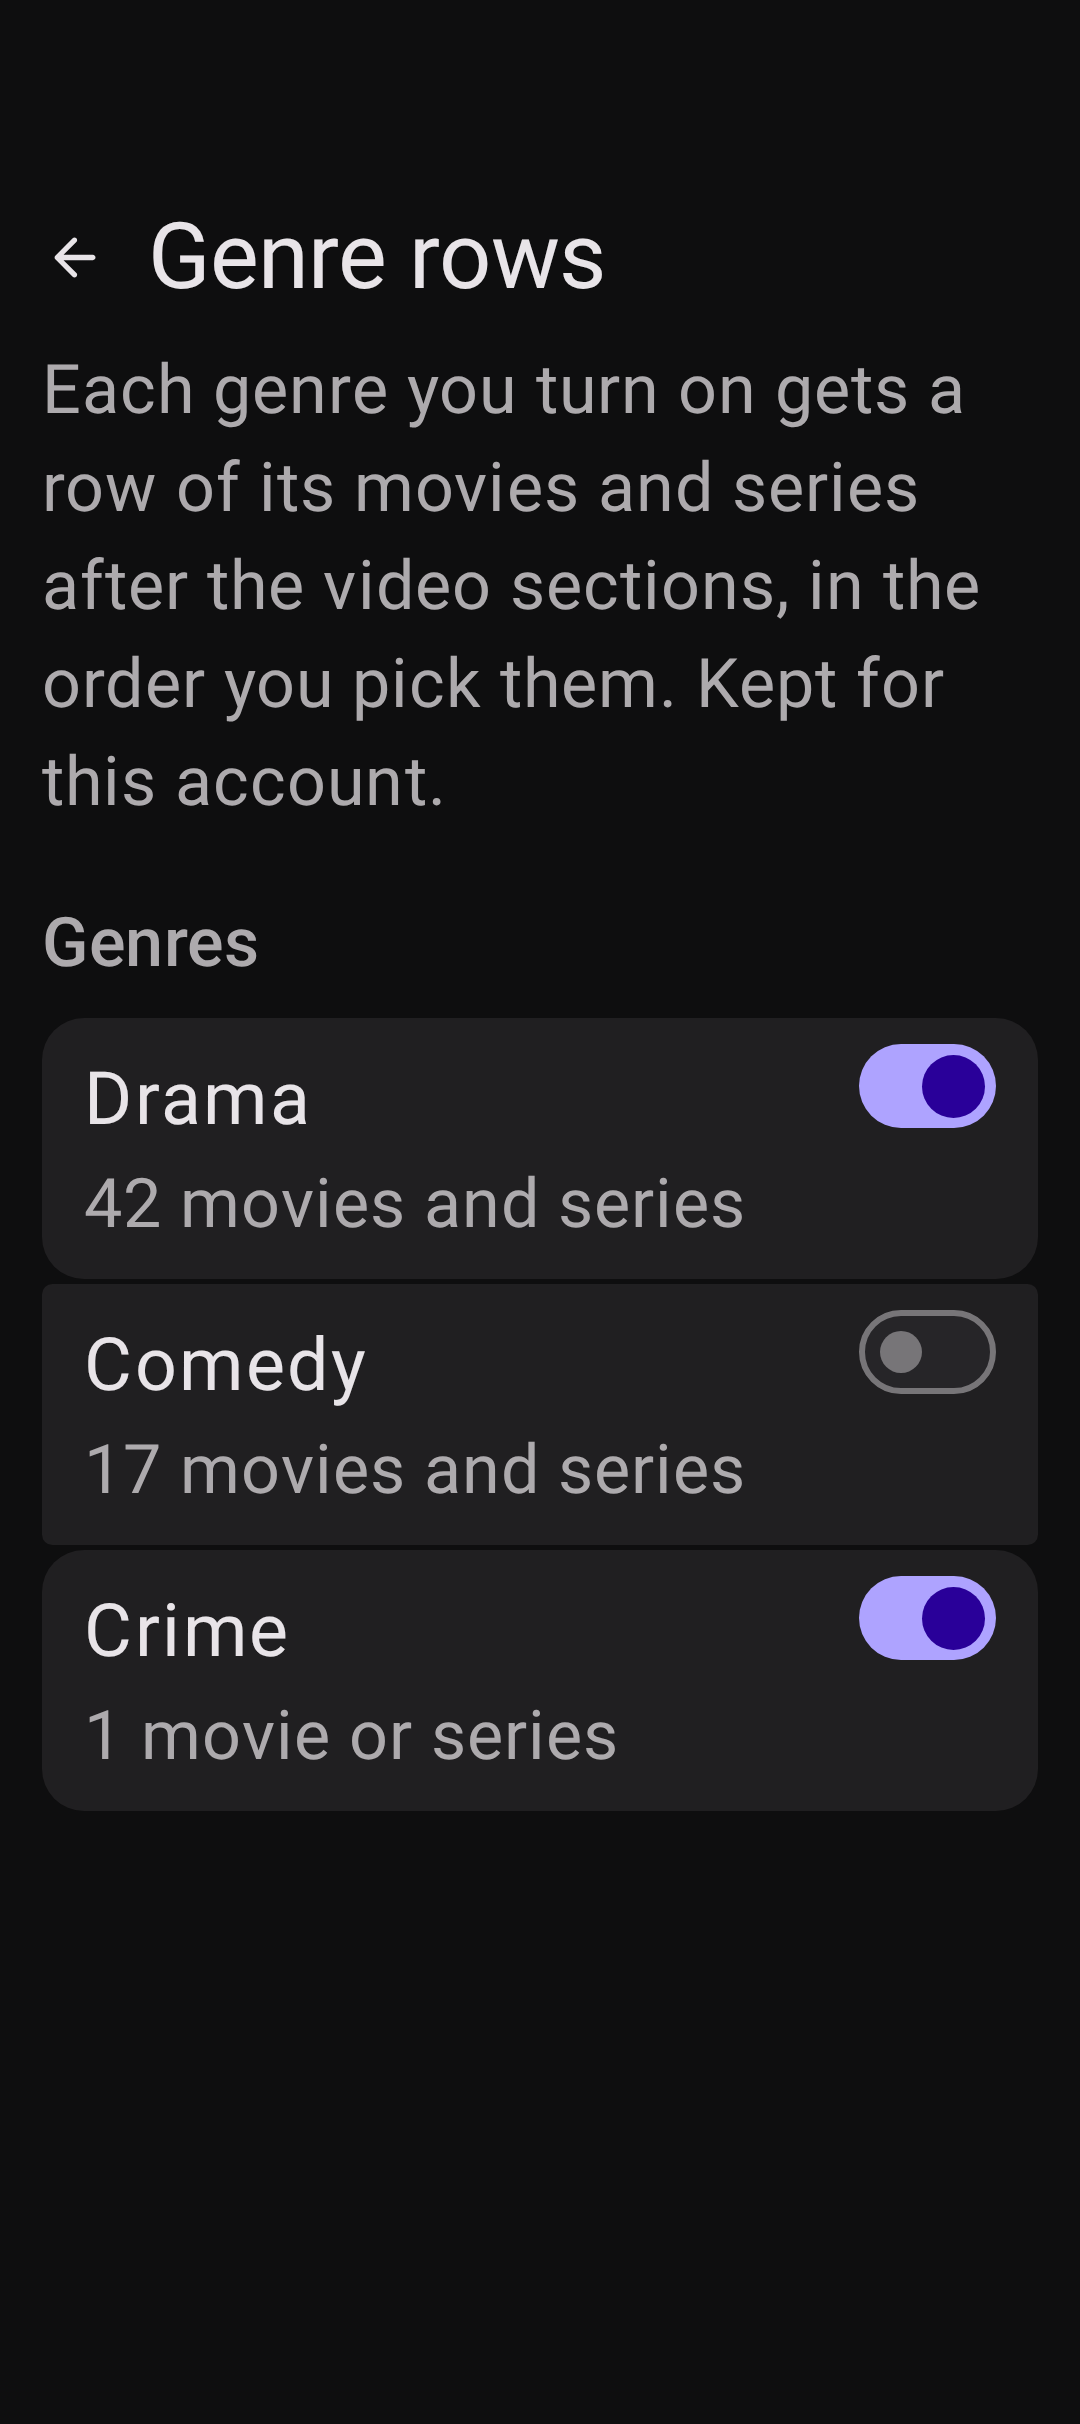 Genre rows
Each genre you turn on gets a
row of its movies and series
after the video sections, in the
order you pick them. Kept for
this account.
Genres
Drama
42 movies and series
Comedy
17 movies and series
Crime
1 movie or series